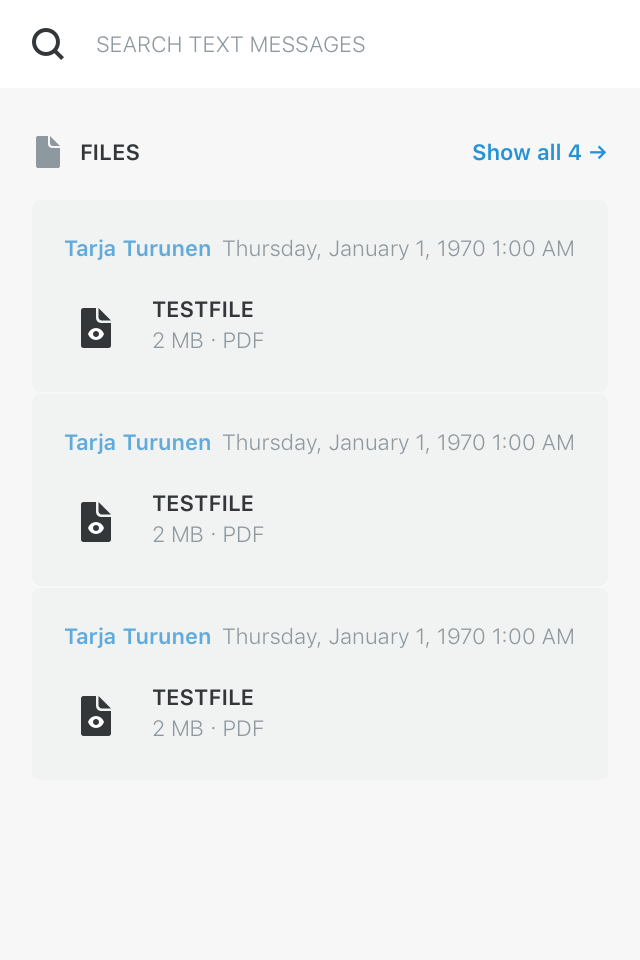 SEARCH TEXT MESSAGES
FILES Show all 4 →
Tarja Turunen Thursday, January 1, 1970 1:00 AM
TESTFILE
2 MB · PDF
Tarja Turunen Thursday, January 1, 1970 1:00 AM
TESTFILE
2 MB · PDF
Tarja Turunen Thursday, January 1, 1970 1:00 AM
TESTFILE
2 MB · PDF